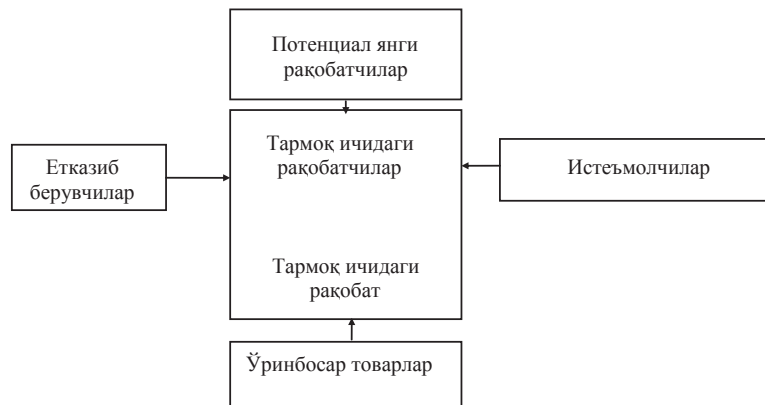 Потенциал янги
рақобатчилар
Тармоқ ичидаги
рақобатчилар
Етказиб
берувчилар
Истеъмолчилар
Тармоқ ичидаги
рақобат
Ўринбосар товарлар